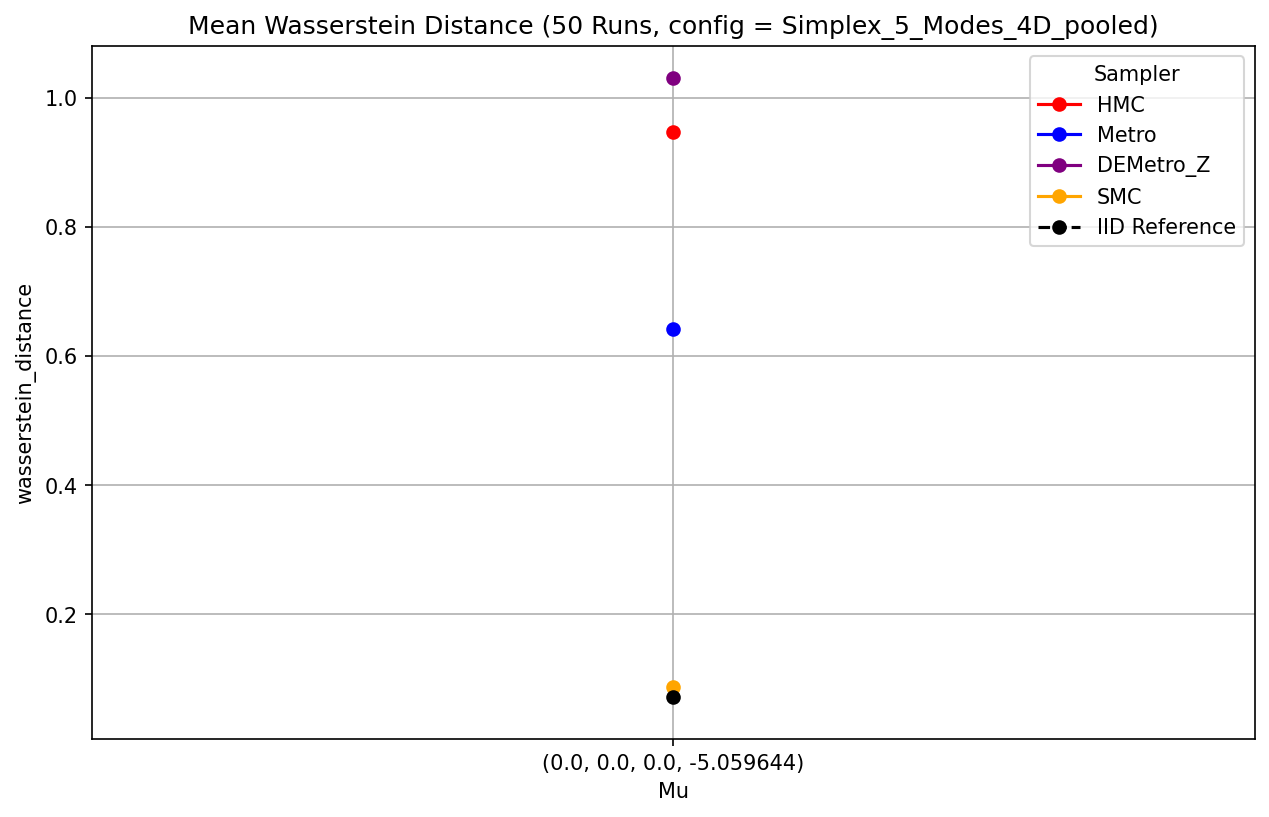 Mean Wasserstein Distance (50 Runs, config = Simplex_5_Modes_4D_pooled)
Sampler
HMC
Metro
DEMetro_Z
SMC
IID Reference
wasserstein_distance
1.0
0.8
0.6
0.4
0.2
(0.0, 0.0, 0.0, -5.059644)
Mu